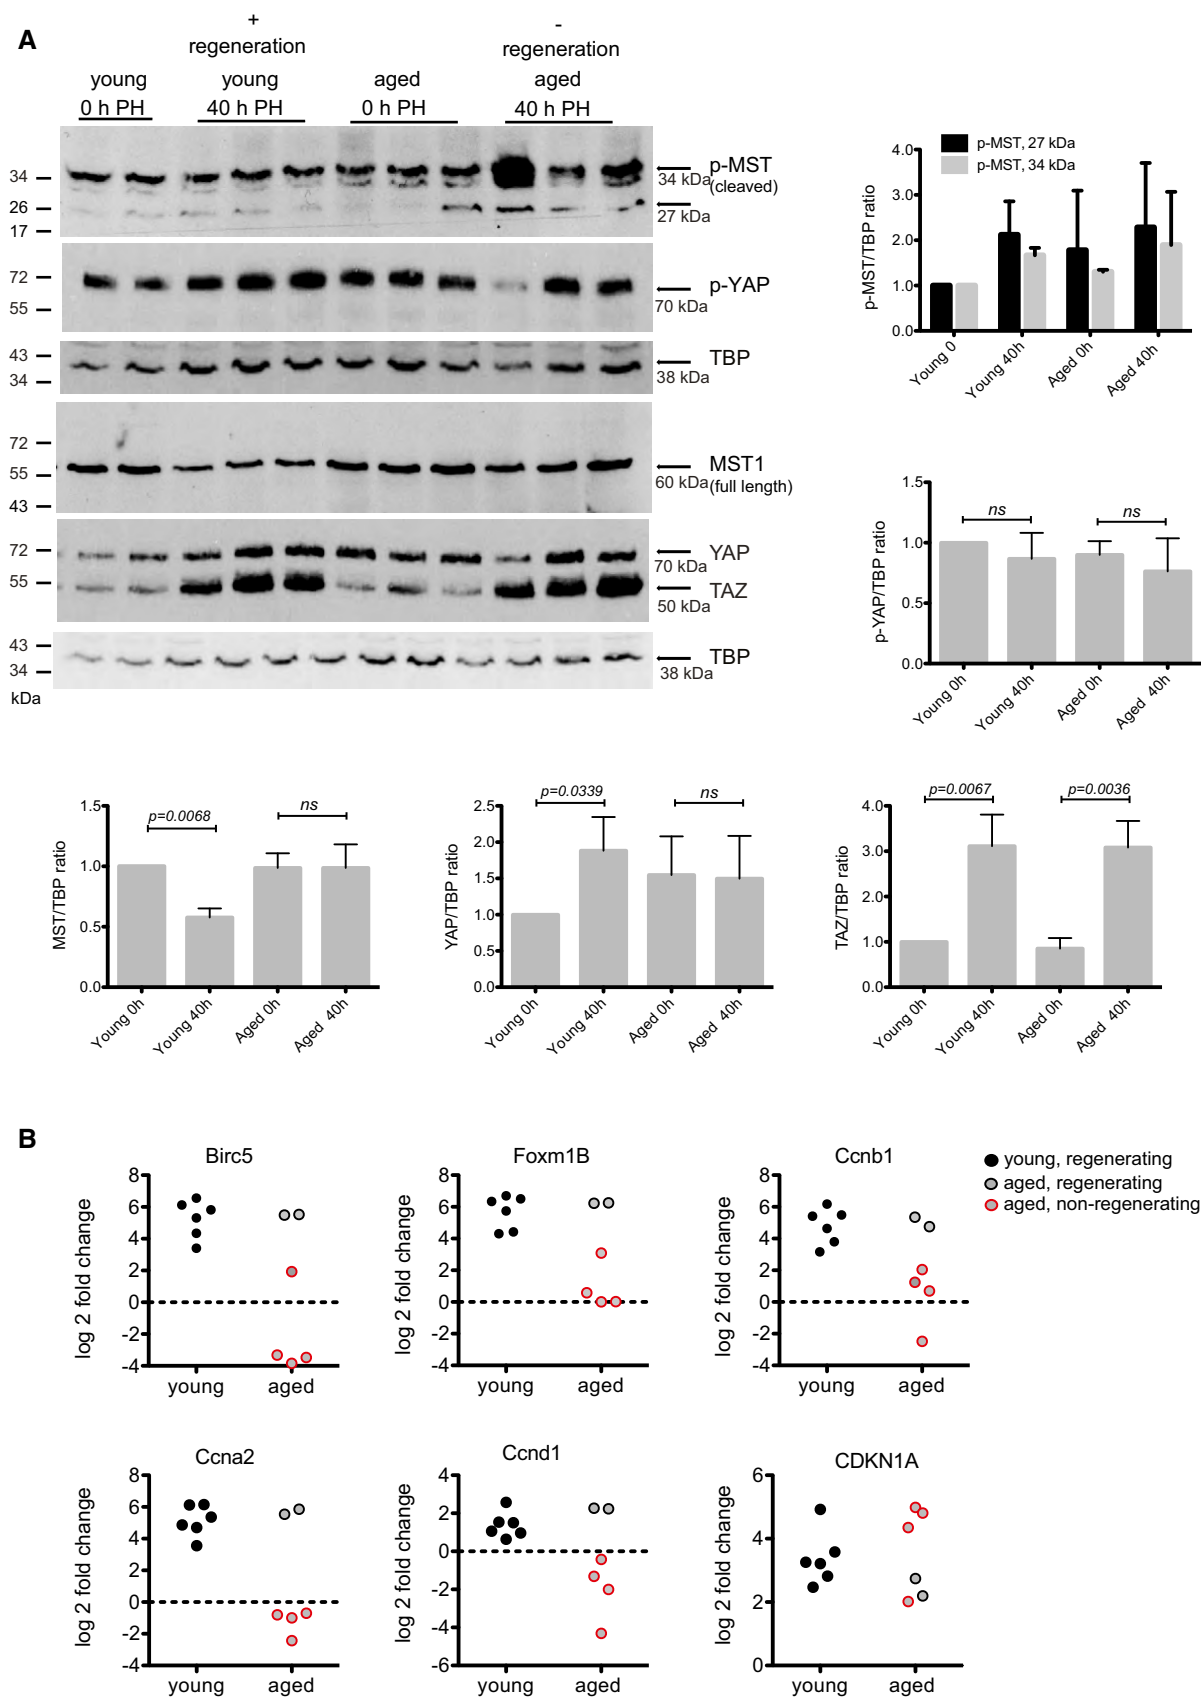 A
+
regeneration
-
regeneration
young
0 h PH
young
40 h PH
aged
0 h PH
aged
40 h PH
34
26
17
p-MST
34 kDa
(cleaved)
27 kDa
72
55
p-YAP
70 kDa
43
34
TBP
38 kDa
72
55
43
MST1
60 kDa
(full length)
72
55
YAP
70 kDa
TAZ
50 kDa
43
34
kDa
TBP
38 kDa
p-MST, 27 kDa
p-MST, 34 kDa
p-MST/TBP ratio
4.0
3.0
2.0
1.0
0.0
Young 0
Young 40h
Aged 0h
Aged 40h
p-YAP/TBP ratio
1.5
1.0
0.5
0.0
ns
ns
Young 0h
Young 40h
Aged 0h
Aged 40h
MST/TBP ratio
1.5
1.0
0.5
0.0
p=0.0068
ns
Young 0h
Young 40h
Aged 0h
Aged 40h
YAP/TBP ratio
2.5
2.0
1.5
1.0
0.5
0.0
p=0.0339
ns
Young 0h
Young 40h
Aged 0h
Aged 40h
TAZ/TBP ratio
4.0
3.0
2.0
1.0
0.0
p=0.0067
p=0.0036
Young 0h
Young 40h
Aged 0h
Aged 40h
B
Birc5
log 2 fold change
8
6
4
2
0
-2
-4
young
aged
Foxm1B
log 2 fold change
8
6
4
2
0
-2
-4
young
aged
Ccnb1
log 2 fold change
8
6
4
2
0
-2
-4
young
aged
young, regenerating
aged, regenerating
aged, non-regenerating
Ccna2
log 2 fold change
8
6
4
2
0
-2
-4
young
aged
Ccnd1
log 2 fold change
4
2
0
-2
-4
-6
young
aged
CDKN1A
log 2 fold change
6
4
2
0
young
aged